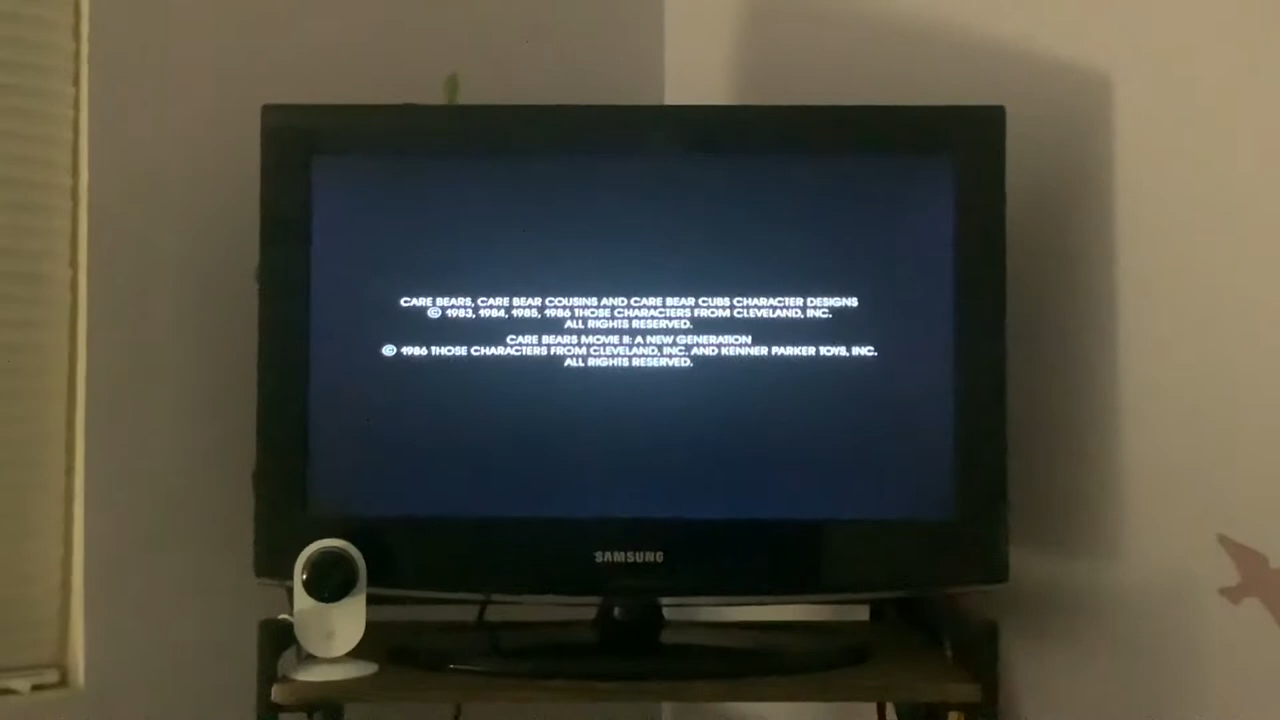 CARE BEARS, CARE BEAR COUSINS AND CARE BEAR CUBS CHARACTER DESIGNS
© 1983, 1984, 1985, 1986 THOSE CHARACTERS FROM CLEVELAND, INC.
ALL RIGHTS RESERVED.
CARE BEARS MOVIE II: A NEW GENERATION
© 1986 THOSE CHARACTERS FROM CLEVELAND, INC. AND KENNER PARKER TOYS, INC.
ALL RIGHTS RESERVED.
SAMSUNG